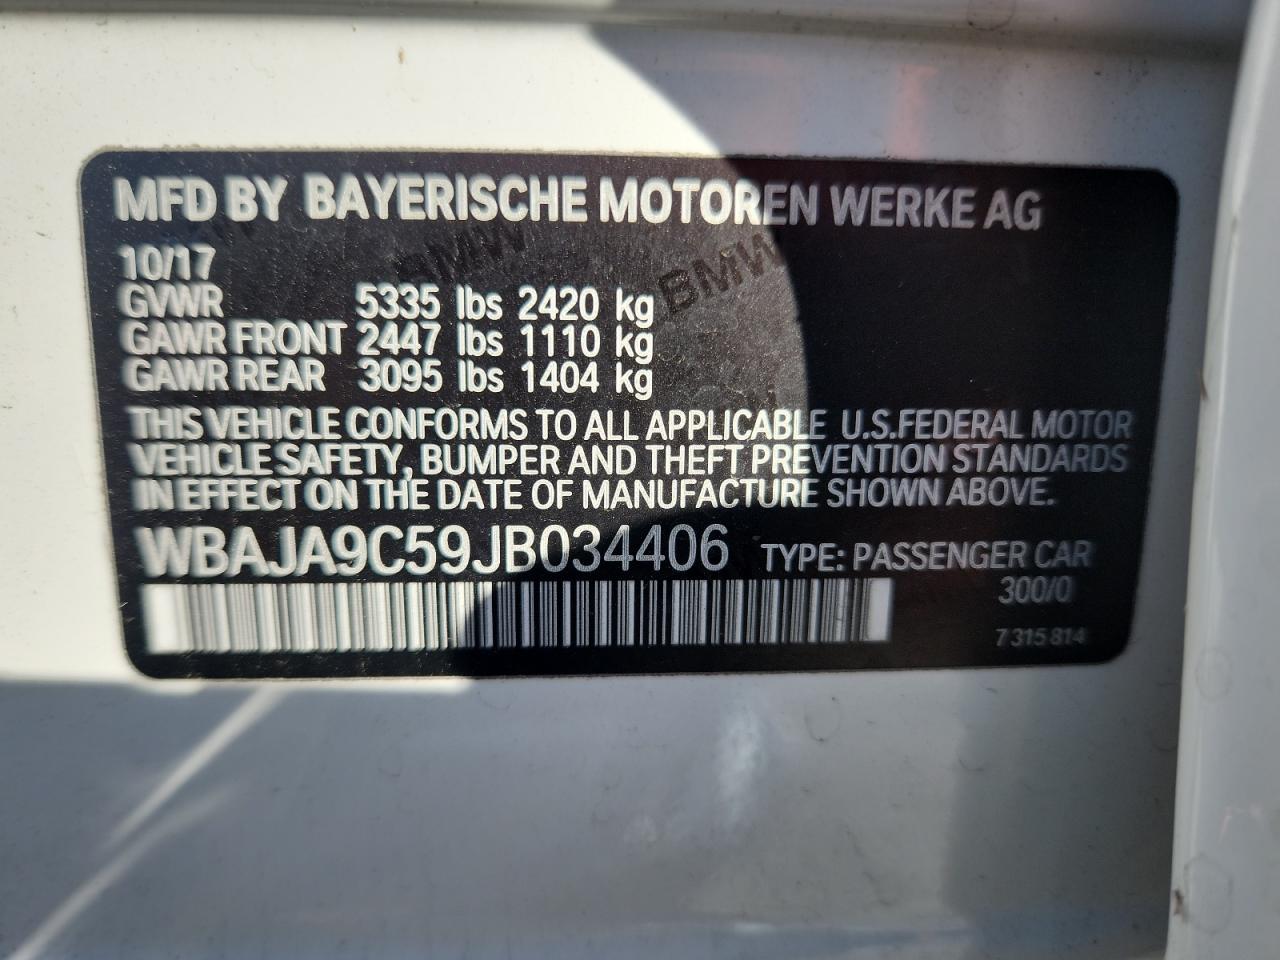 MFD BY BAYERISCHE MOTOREN WERKE AG
10/17
GVWR 5335 lbs 2420 kg
GAWR FRONT 2447 lbs 1110 kg
GAWR REAR 3095 lbs 1404 kg
THIS VEHICLE CONFORMS TO ALL APPLICABLE U.S.FEDERAL MOTOR
VEHICLE SAFETY, BUMPER AND THEFT PREVENTION STANDARDS
IN EFFECT ON THE DATE OF MANUFACTURE SHOWN ABOVE.
WBAJA9C59JB034406 TYPE: PASSENGER CAR
300/0
7 315 814
BMW
BMW